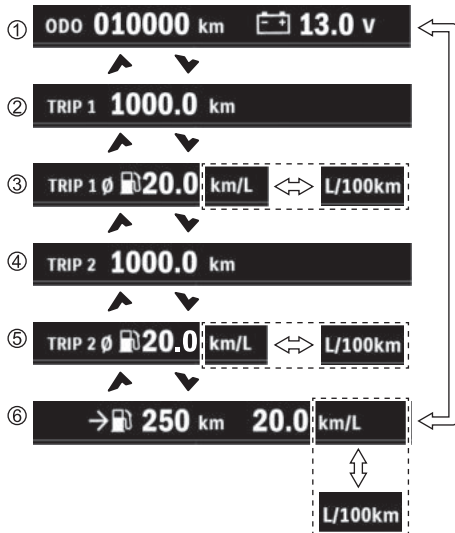 ① ODO 010000 km 13.0 V
② TRIP 1 1000.0 km
③ TRIP 1 Ø 20.0 km/L L/100km
④ TRIP 2 1000.0 km
⑤ TRIP 2 Ø 20.0 km/L L/100km
⑥ 250 km 20.0 km/L
L/100km